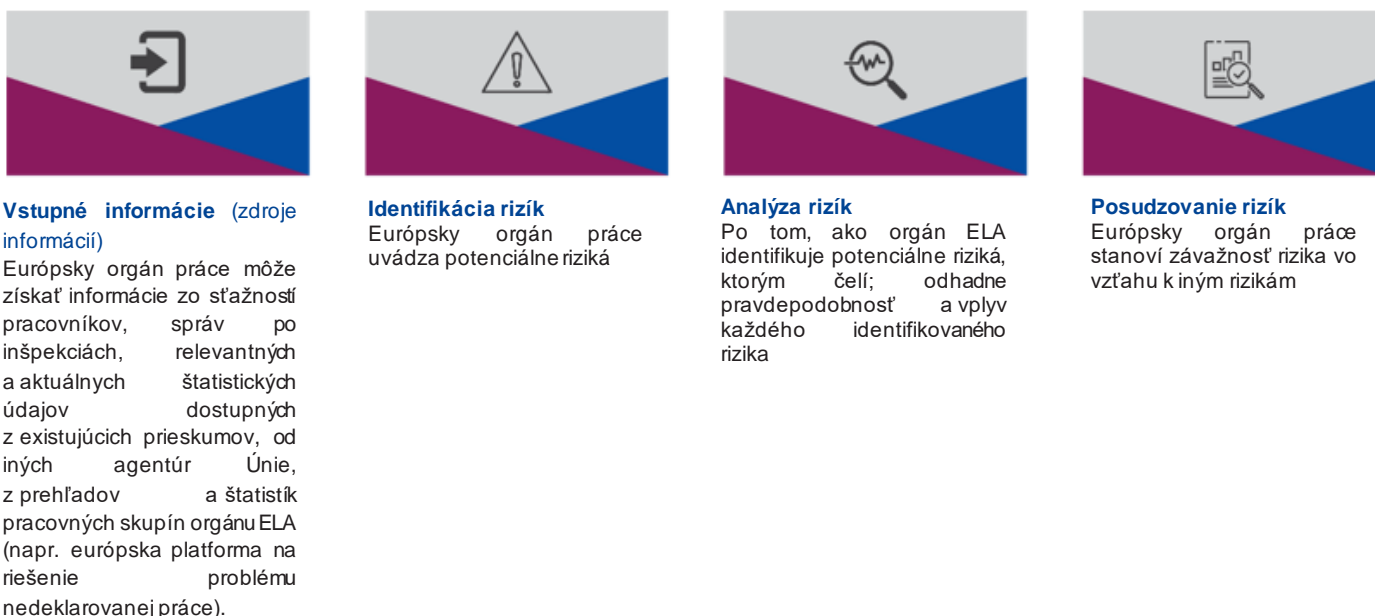 Vstupné informácie (zdroje
informácií)
Európsky orgán práce môže
získať informácie zo sťažností
pracovníkov, správ po
inšpekciách, relevantných
a aktuálnych štatistických
údajov dostupných
z existujúcich prieskumov, od
iných agentúr Únie,
z prehľadov a štatistík
pracovných skupín orgánu ELA
(napr. európska platforma na
riešenie problému
nedeklarovanej práce).
Identifikácia rizík
Európsky orgán práce
uvádza potenciálne riziká
Analýza rizík
Po tom, ako orgán ELA
identifikuje potenciálne riziká,
ktorým čelí; odhadne
pravdepodobnosť a vplyv
každého identifikovaného
rizika
Posudzovanie rizík
Európsky orgán práce
stanoví závažnosť rizika vo
vzťahu k iným rizikám